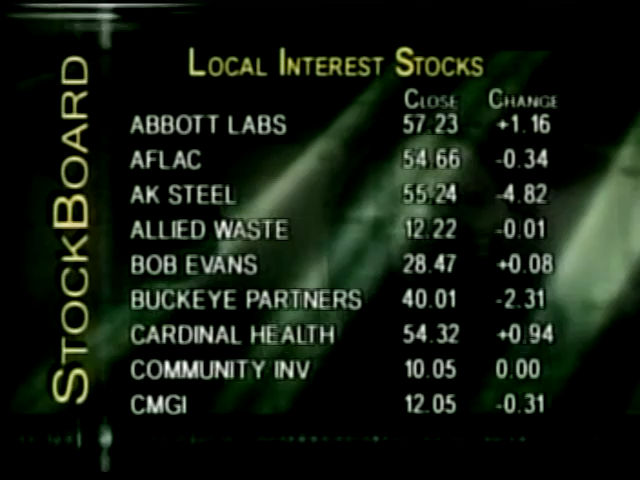 STOCKBOARD
LOCAL INTEREST STOCKS
CLOSE CHANGE
ABBOTT LABS 57.23 +1.16
AFLAC 54.66 -0.34
AK STEEL 55.24 -4.82
ALLIED WASTE 12.22 -0.01
BOB EVANS 28.47 +0.08
BUCKEYE PARTNERS 40.01 -2.31
CARDINAL HEALTH 54.32 +0.94
COMMUNITY INV 10.05 0.00
CMGI 12.05 -0.31